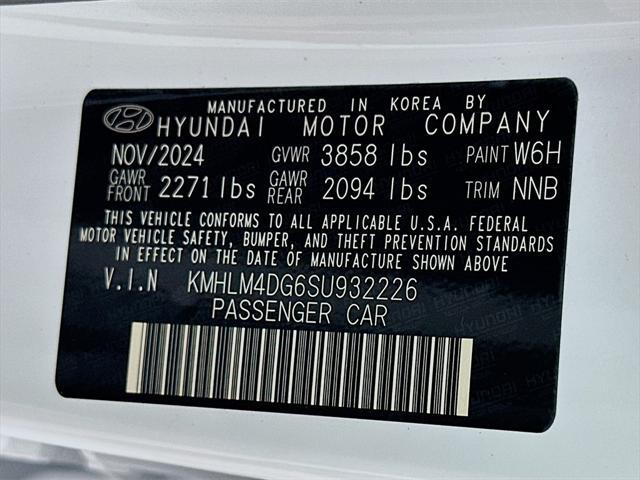 MANUFACTURED IN KOREA BY
HYUNDAI MOTOR COMPANY
NOV/2024 GVWR 3858 lbs PAINT W6H
GAWR FRONT 2271 lbs GAWR REAR 2094 lbs TRIM NNB
THIS VEHICLE CONFORMS TO ALL APPLICABLE U.S.A. FEDERAL
MOTOR VEHICLE SAFETY, BUMPER, AND THEFT PREVENTION STANDARDS
IN EFFECT ON THE DATE OF MANUFACTURE SHOWN ABOVE
V.I.N KMHLM4DG6SU932226
PASSENGER CAR